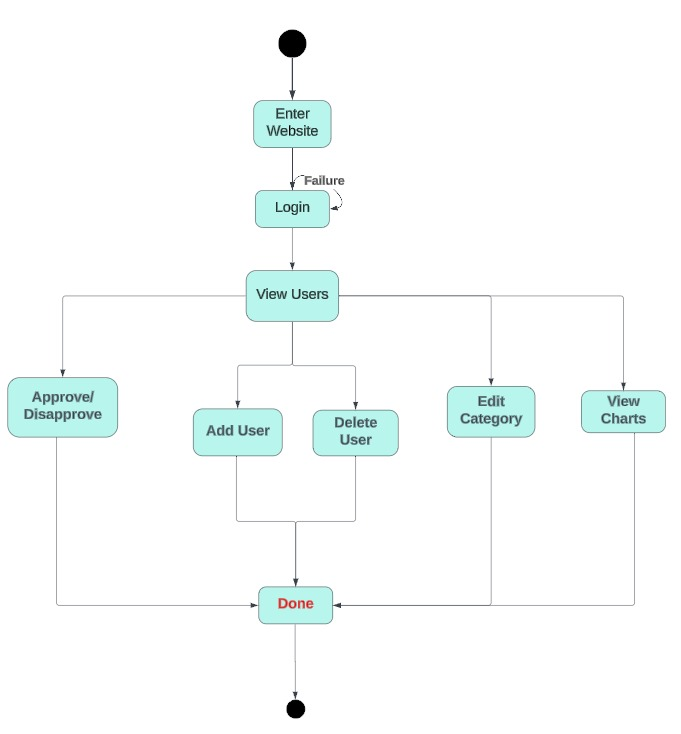 Enter
Website
Failure
Login
View Users
Approve/
Disapprove
Add User
Delete
User
Edit
Category
View
Charts
Done